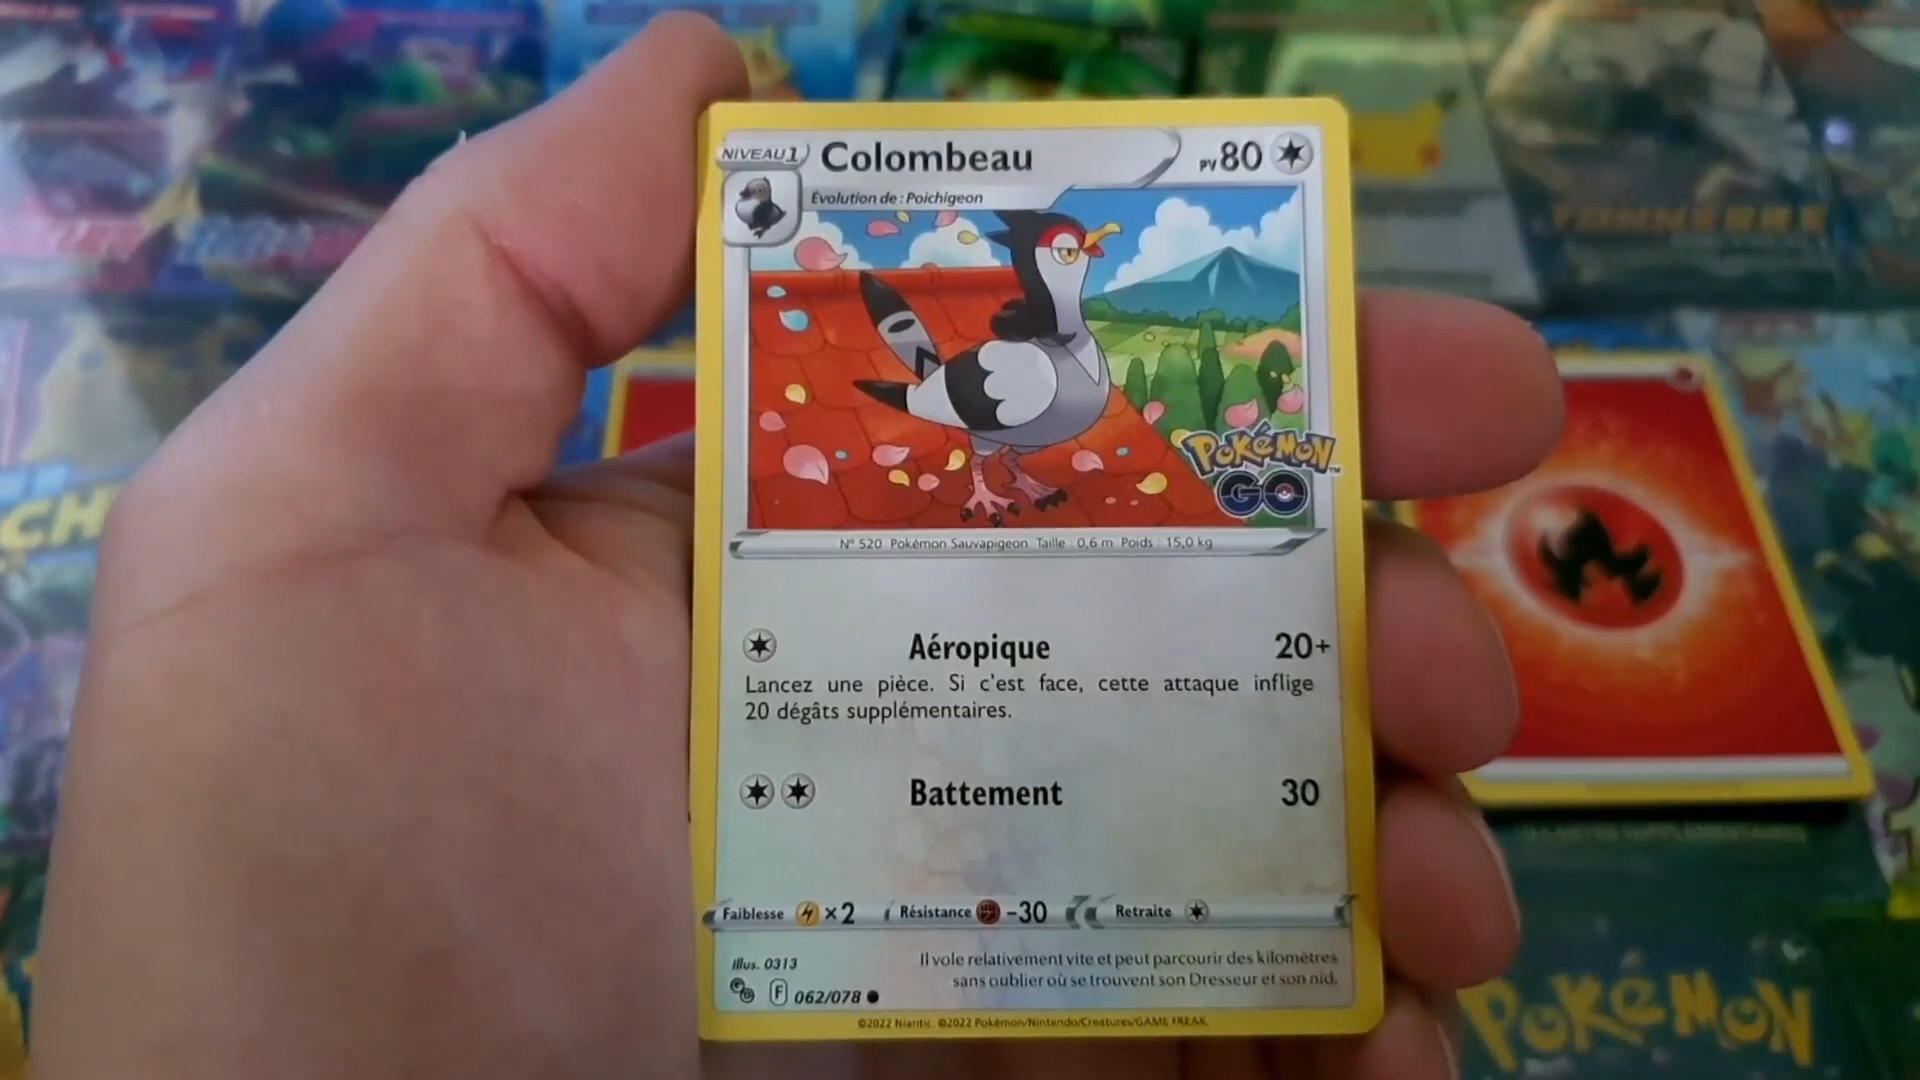 NIVEAU 1
Colombeau
PV 80
Évolution de : Poichigeon
POKéMON
TM
GO
N° 520 Pokémon Sauvapigeon Taille : 0,6 m Poids : 15,0 kg
Aéropique 20+
Lancez une pièce. Si c'est face, cette attaque inflige
20 dégâts supplémentaires.
Battement 30
Faiblesse ×2 Résistance -30 Retraite
Il vole relativement vite et peut parcourir des kilomètres
sans oublier où se trouvent son Dresseur et son nid.
Illus. 0313
GO F 062/078
©2022 Niantic. ©2022 Pokémon/Nintendo/Creatures/GAME FREAK
CH
POKéMON